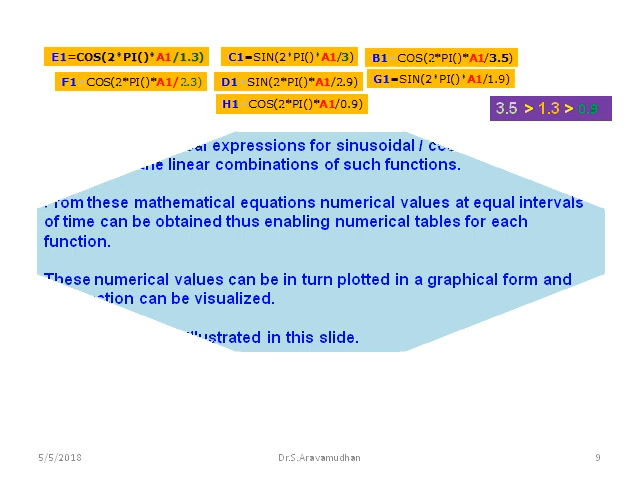 E1=COS(2*PI()*A1/1.3)
C1=SIN(2*PI()*A1/3)
B1=COS(2*PI()*A1/3.5)
F1=COS(2*PI()*A1/2.3)
D1=SIN(2*PI()*A1/2.9)
G1=SIN(2*PI()*A1/1.9)
H1=COS(2*PI()*A1/0.9)
3.5 > 1.3 > 0.9
expressions for sinusoidal /
linear combinations of such functions.
From these mathematical equations numerical values at equal intervals
of time can be obtained thus enabling numerical tables for each
function.
These numerical values can be in turn plotted in a graphical form and
can be visualized.
illustrated in this slide.
5/5/2018
Dr.S.Aravamudhan
9